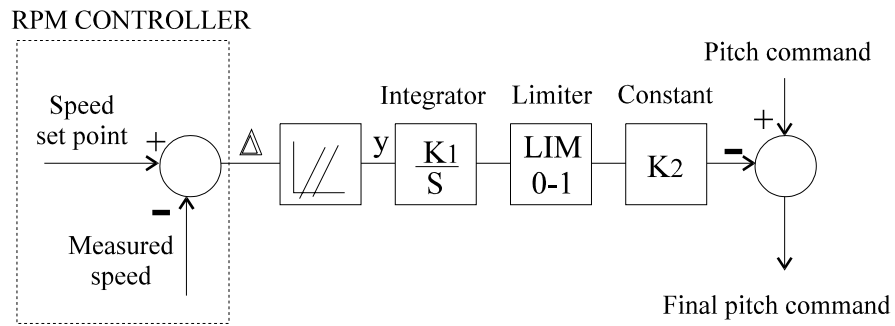 RPM CONTROLLER
Speed
set point
+
Δ
-
Measured
speed
y
Integrator
K1
S
Limiter
LIM
0-1
Constant
K2
Pitch command
+
-
Final pitch command